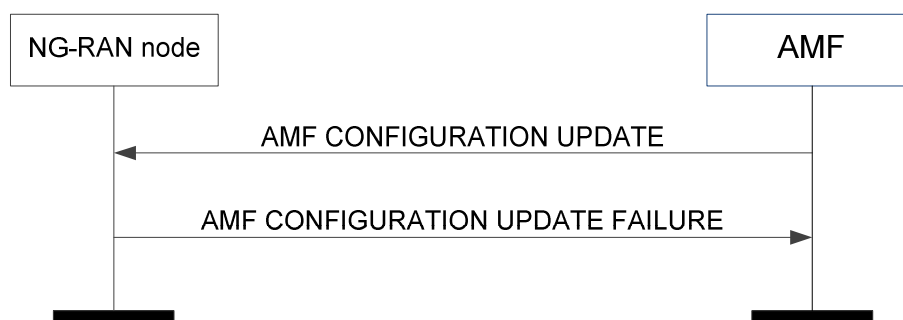 NG-RAN node
AMF
AMF CONFIGURATION UPDATE
AMF CONFIGURATION UPDATE FAILURE